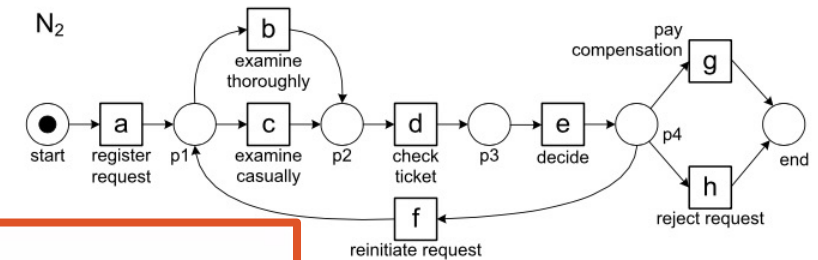 N2
b
examine
thoroughly
pay
compensation
g
a
c
d
e
p4
start
register
request
p1
examine
casually
p2
check
ticket
p3
decide
end
f
reinitiate request
h
reject request